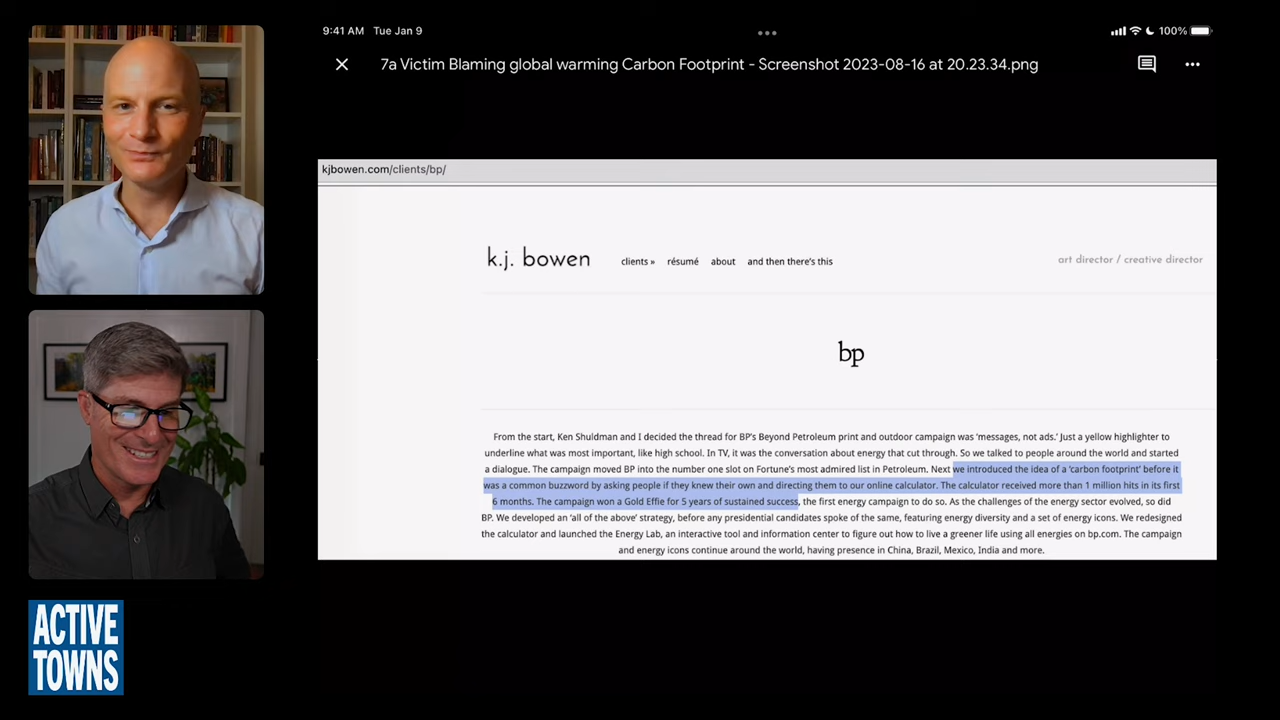 9:41 AM Tue Jan 9
100%
7a Victim Blaming global warming Carbon Footprint - Screenshot 2023-08-16 at 20.23.34.png
kjbowen.com/clients/bp/
k.j. bowen
clients » résumé about and then there's this
art director / creative director
bp
From the start, Ken Shuldman and I decided the thread for BP's Beyond Petroleum print and outdoor campaign was 'messages, not ads.' Just a yellow highlighter to
underline what was most important, like high school. In TV, it was the conversation about energy that cut through. So we talked to people around the world and started
a dialogue. The campaign moved BP into the number one slot on Fortune's most admired list in Petroleum. Next we introduced the idea of a 'carbon footprint' before it
was a common buzzword by asking people if they knew their own and directing them to our online calculator. The calculator received more than 1 million hits in its first
6 months. The campaign won a Gold Effie for 5 years of sustained success, the first energy campaign to do so. As the challenges of the energy sector evolved, so did
BP. We developed an 'all of the above' strategy, before any presidential candidates spoke of the same, featuring energy diversity and a set of energy icons. We redesigned
the calculator and launched the Energy Lab, an interactive tool and information center to figure out how to live a greener life using all energies on bp.com. The campaign
and energy icons continue around the world, having presence in China, Brazil, Mexico, India and more.
ACTIVE
TOWNS